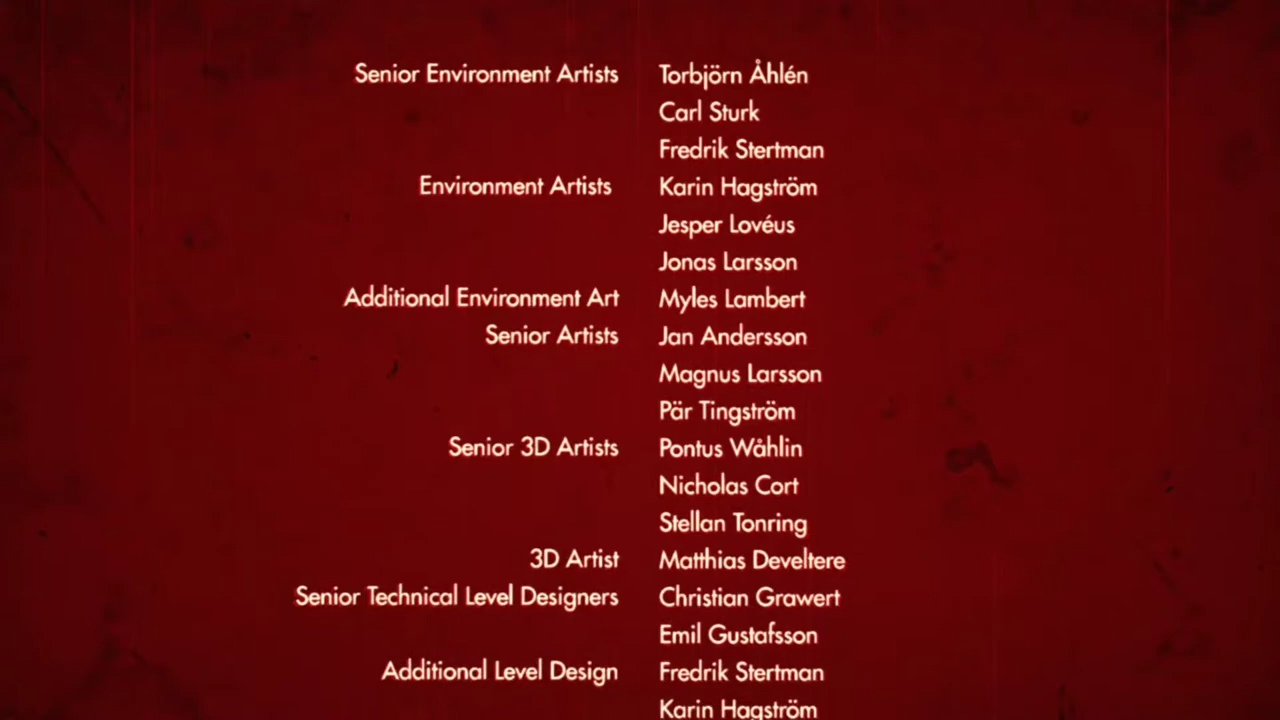 Senior Environment Artists Torbjörn Åhlén
Carl Sturk
Fredrik Stertman
Environment Artists Karin Hagström
Jesper Lovéus
Jonas Larsson
Additional Environment Art Myles Lambert
Senior Artists Jan Andersson
Magnus Larsson
Pär Tingström
Senior 3D Artists Pontus Wåhlin
Nicholas Cort
Stellan Tonring
3D Artist Matthias Develtere
Senior Technical Level Designers Christian Grawert
Emil Gustafsson
Additional Level Design Fredrik Stertman
Karin Hagström